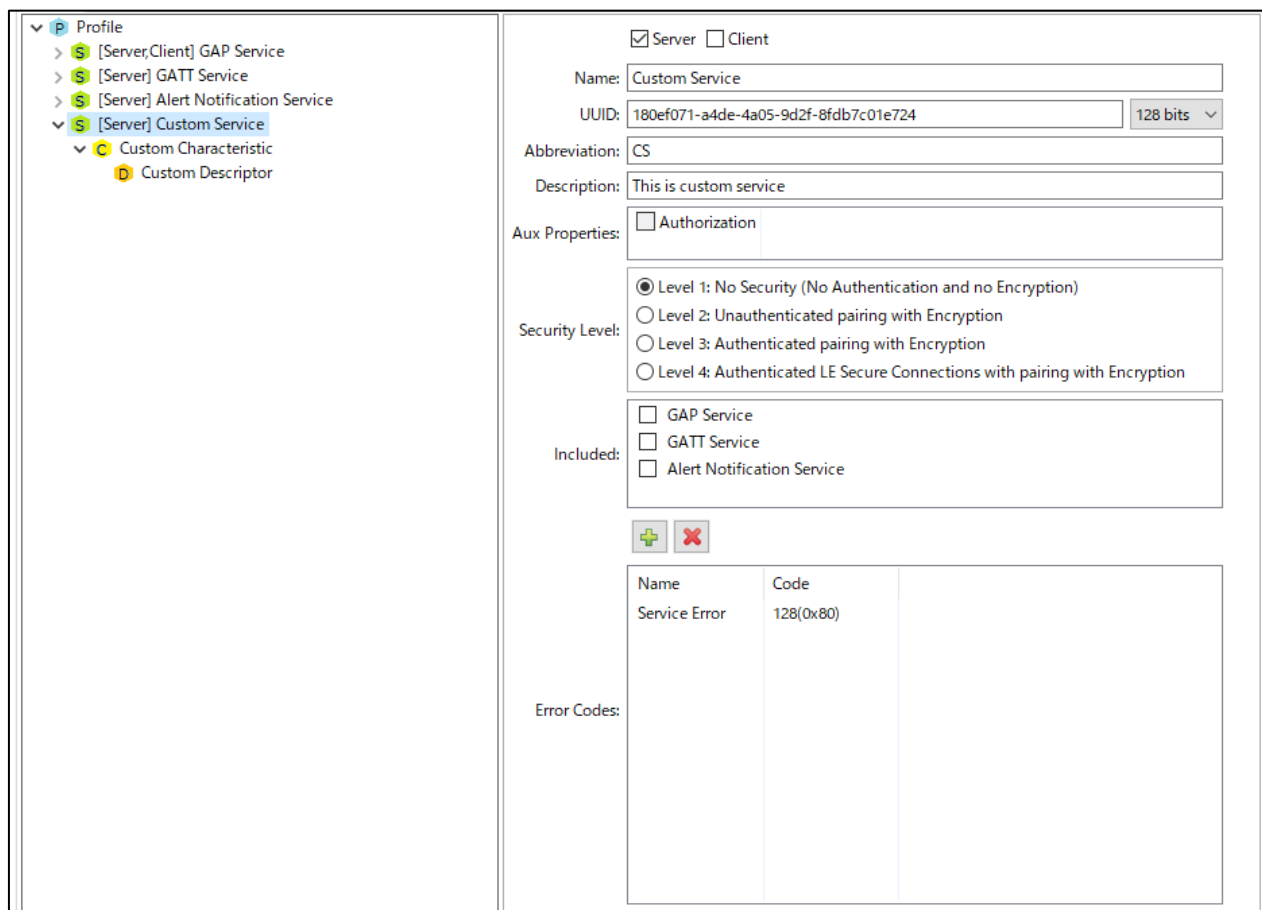 P Profile
S [Server,Client] GAP Service
S [Server] GATT Service
S [Server] Alert Notification Service
S [Server] Custom Service
C Custom Characteristic
D Custom Descriptor
Server Client
Name: Custom Service
UUID: 180ef071-a4de-4a05-9d2f-8fdb7c01e724 128 bits
Abbreviation: CS
Description: This is custom service
Aux Properties: Authorization
Security Level:
Level 1: No Security (No Authentication and no Encryption)
Level 2: Unauthenticated pairing with Encryption
Level 3: Authenticated pairing with Encryption
Level 4: Authenticated LE Secure Connections with pairing with Encryption
Included:
GAP Service
GATT Service
Alert Notification Service
Error Codes:
Name Code
Service Error 128(0x80)